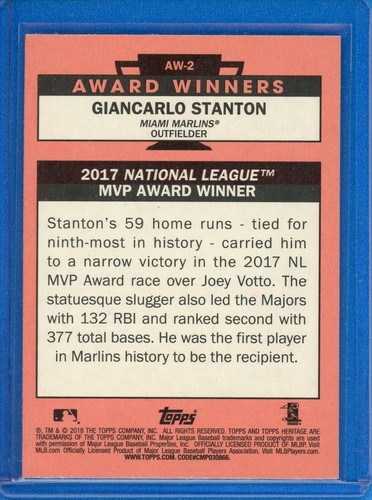 AW-2
AWARD WINNERS
GIANCARLO STANTON
MIAMI MARLINS®
OUTFIELDER
2017 NATIONAL LEAGUE™
MVP AWARD WINNER
Stanton's 59 home runs - tied for
ninth-most in history - carried him
to a narrow victory in the 2017 NL
MVP Award race over Joey Votto. The
statuesque slugger also led the Majors
with 132 RBI and ranked second with
377 total bases. He was the first player
in Marlins history to be the recipient.
Topps
®, TM & © 2018 THE TOPPS COMPANY, INC. ALL RIGHTS RESERVED. TOPPS AND TOPPS HERITAGE ARE
TRADEMARKS OF THE TOPPS COMPANY, INC. Major League Baseball trademarks and copyrights are used
with permission of Major League Baseball Properties, Inc. OFFICIALLY LICENSED PRODUCT OF MLBP. Visit
MLB.com. Officially Licensed Product of Major League Baseball Players Association. Visit MLBPlayers.com.
WWW.TOPPS.COM. CODE#CMP030866.